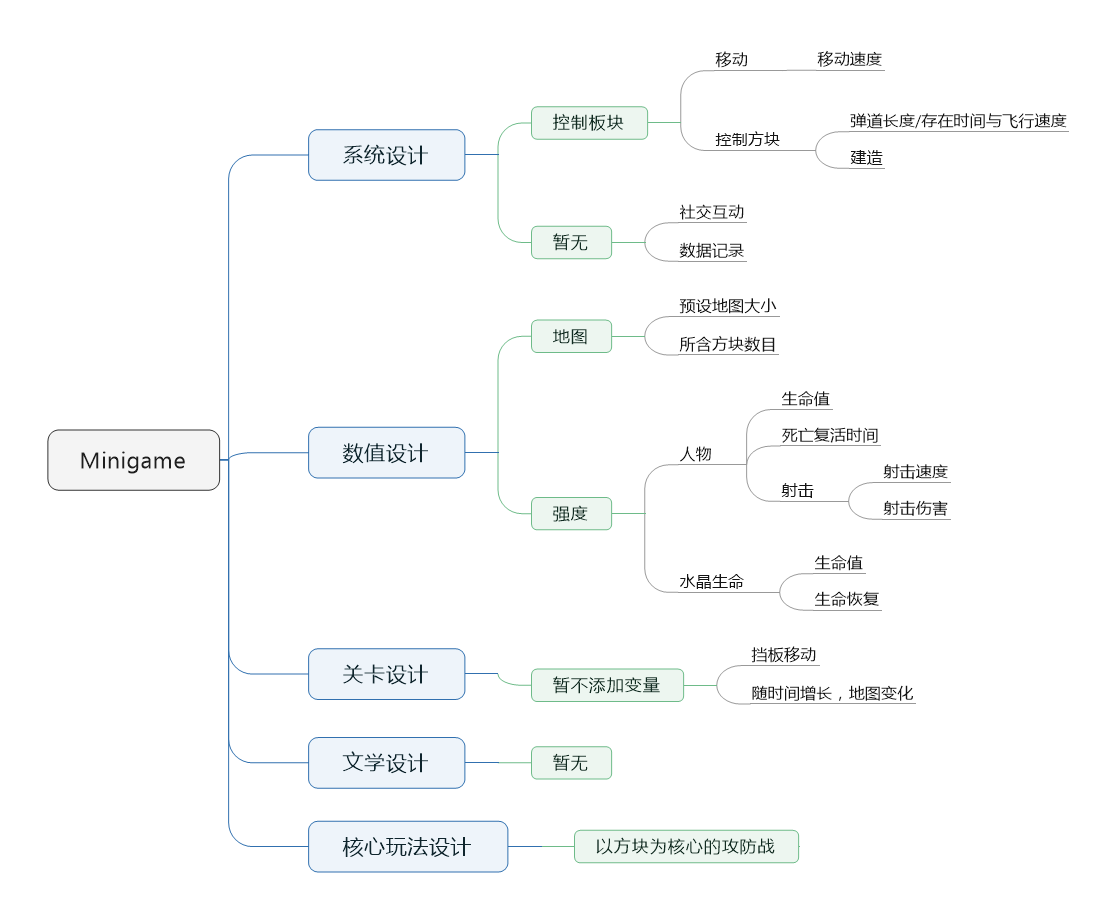 Minigame
系统设计
控制板块
移动
移动速度
控制方块
弹道长度/存在时间与飞行速度
建造
暂无
社交互动
数据记录
数值设计
地图
预设地图大小
所含方块数目
强度
人物
生命值
死亡复活时间
射击
射击速度
射击伤害
水晶生命
生命值
生命恢复
关卡设计
暂不添加变量
挡板移动
随时间增长，地图变化
文学设计
暂无
核心玩法设计
以方块为核心的攻防战